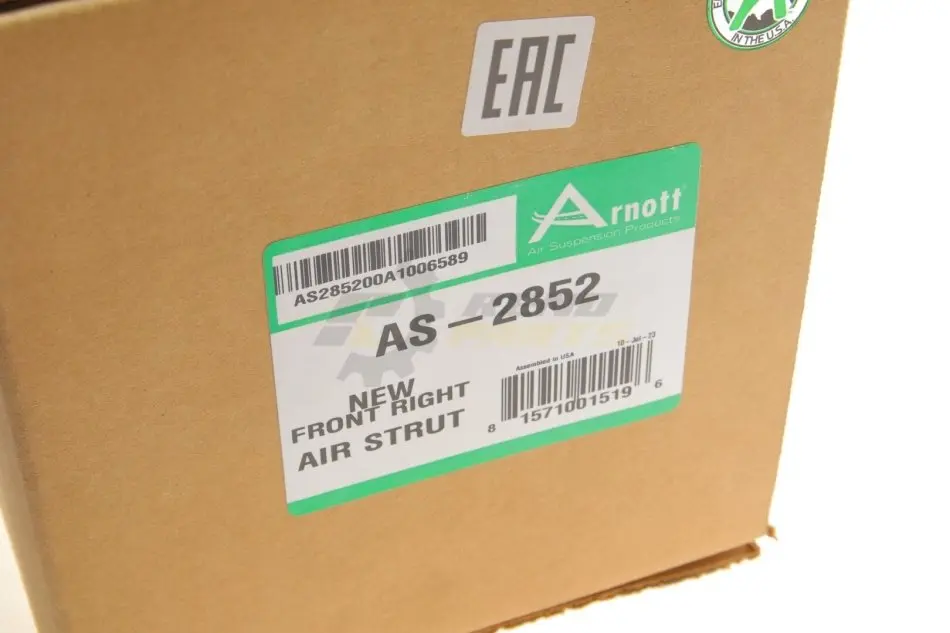 IN THE U.S.A.
EAC
Arnott
Air Suspension Products
AS285200A1006589
AS-2852
NEW
FRONT RIGHT
AIR STRUT
Assembled in USA
8 1571001519 6